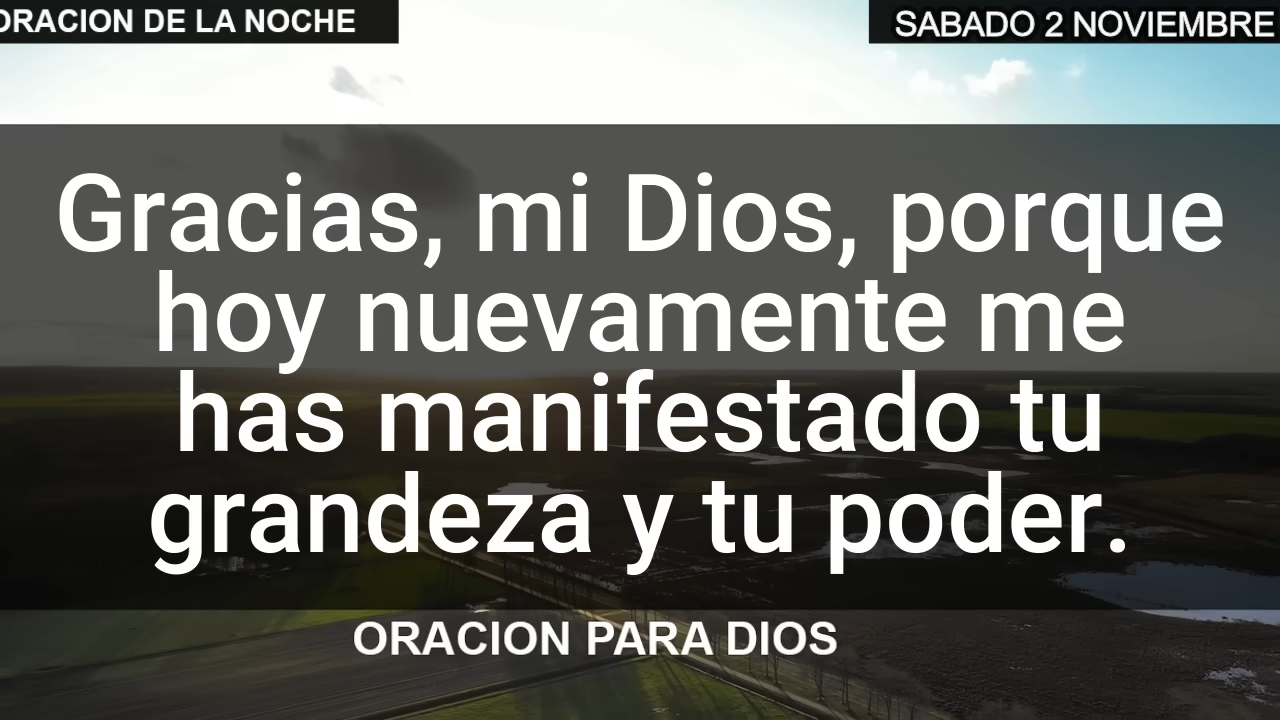 ORACION DE LA NOCHE
SABADO 2 NOVIEMBRE
Gracias, mi Dios, porque
hoy nuevamente me
has manifestado tu
grandeza y tu poder.
ORACION PARA DIOS